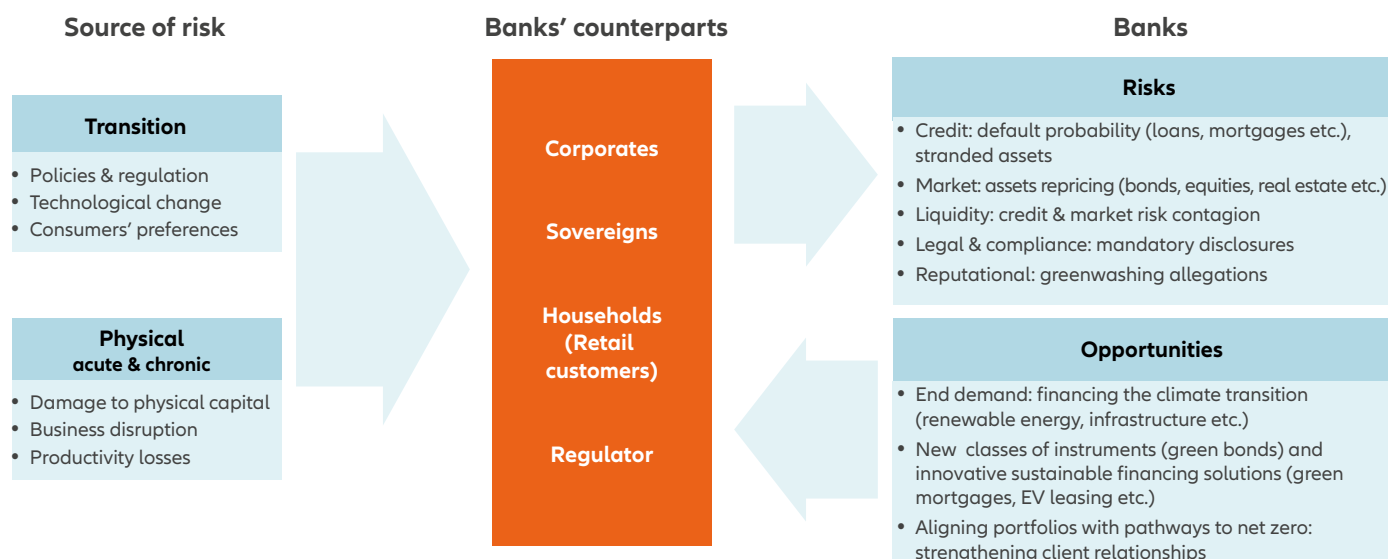 Source of risk
Banks’ counterparts
Banks
Transition
• Policies & regulation
• Technological change
• Consumers’ preferences
Physical
acute & chronic
• Damage to physical capital
• Business disruption
• Productivity losses
Corporates
Sovereigns
Households
(Retail
customers)
Regulator
Risks
• Credit: default probability (loans, mortgages etc.),
stranded assets
• Market: assets repricing (bonds, equities, real estate etc.)
• Liquidity: credit & market risk contagion
• Legal & compliance: mandatory disclosures
• Reputational: greenwashing allegations
Opportunities
• End demand: financing the climate transition
(renewable energy, infrastructure etc.)
• New classes of instruments (green bonds) and
innovative sustainable financing solutions (green
mortgages, EV leasing etc.)
• Aligning portfolios with pathways to net zero:
strengthening client relationships